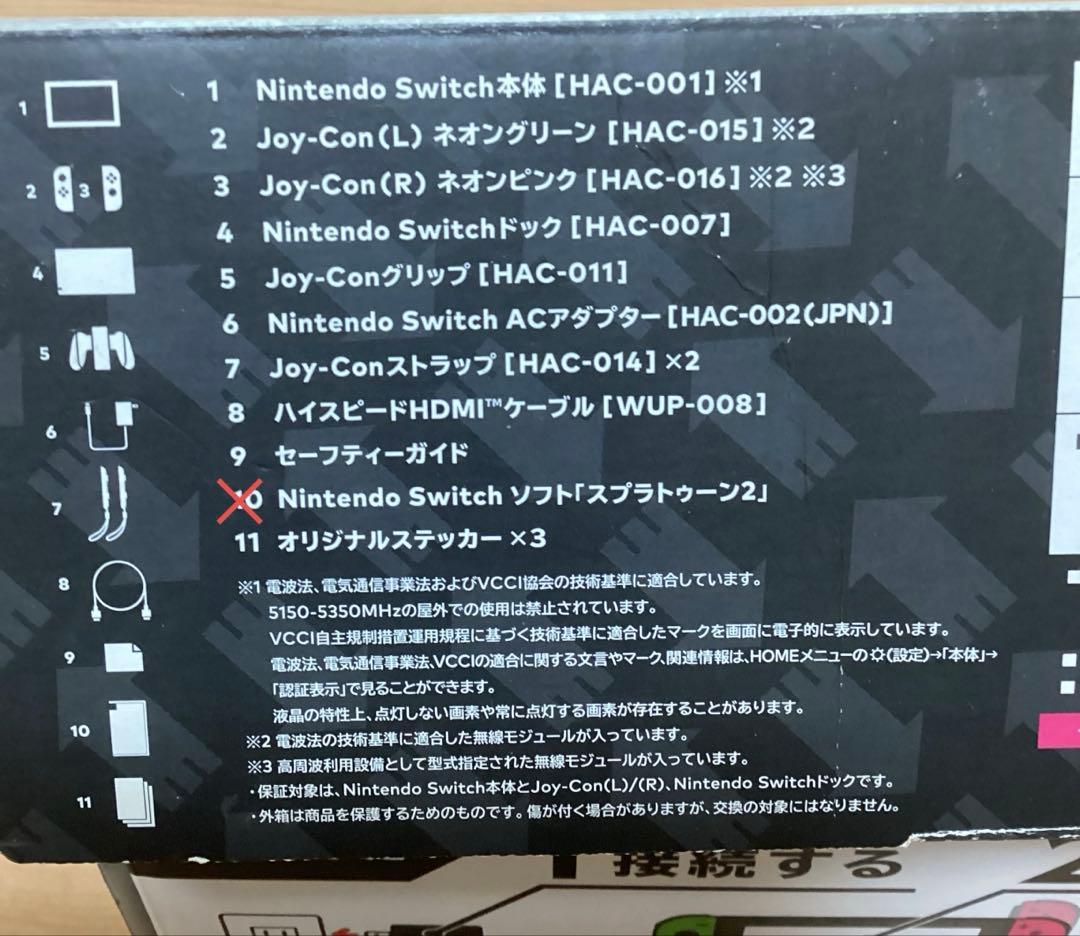 1 Nintendo Switch本体[HAC-001]※1
2 Joy-Con(L) ネオングリーン [HAC-015]※2
3 Joy-Con(R) ネオンピンク[HAC-016]※2 ※3
4 Nintendo Switchドック[HAC-007]
5 Joy-Conグリップ[HAC-011]
6 Nintendo Switch ACアダプター[HAC-002(JPN)]
7 Joy-Conストラップ[HAC-014]×2
8 ハイスピードHDMI™ケーブル[WUP-008]
9 セーフティーガイド
10 Nintendo Switch ソフト「スプラトゥーン2」
11 オリジナルステッカー×3
※1 電波法、電気通信事業法およびVCCI協会の技術基準に適合しています。
5150-5350MHzの屋外での使用は禁止されています。
VCCI自主規制措置運用規程に基づく技術基準に適合したマークを画面に電子的に表示しています。
電波法、電気通信事業法、VCCIの適合に関する文言やマーク、関連情報は、HOMEメニューの☼(設定)→「本体」→
「認証表示」で見ることができます。
液晶の特性上、点灯しない画素や常に点灯する画素が存在することがあります。
※2 電波法の技術基準に適合した無線モジュールが入っています。
※3 高周波利用設備として型式指定された無線モジュールが入っています。
・保証対象は、Nintendo Switch本体とJoy-Con(L)/(R)、Nintendo Switchドックです。
・外箱は商品を保護するためのものです。傷が付く場合がありますが、交換の対象にはなりません。
1
2 3
4
5
6
7
8
9
10
11
接続する